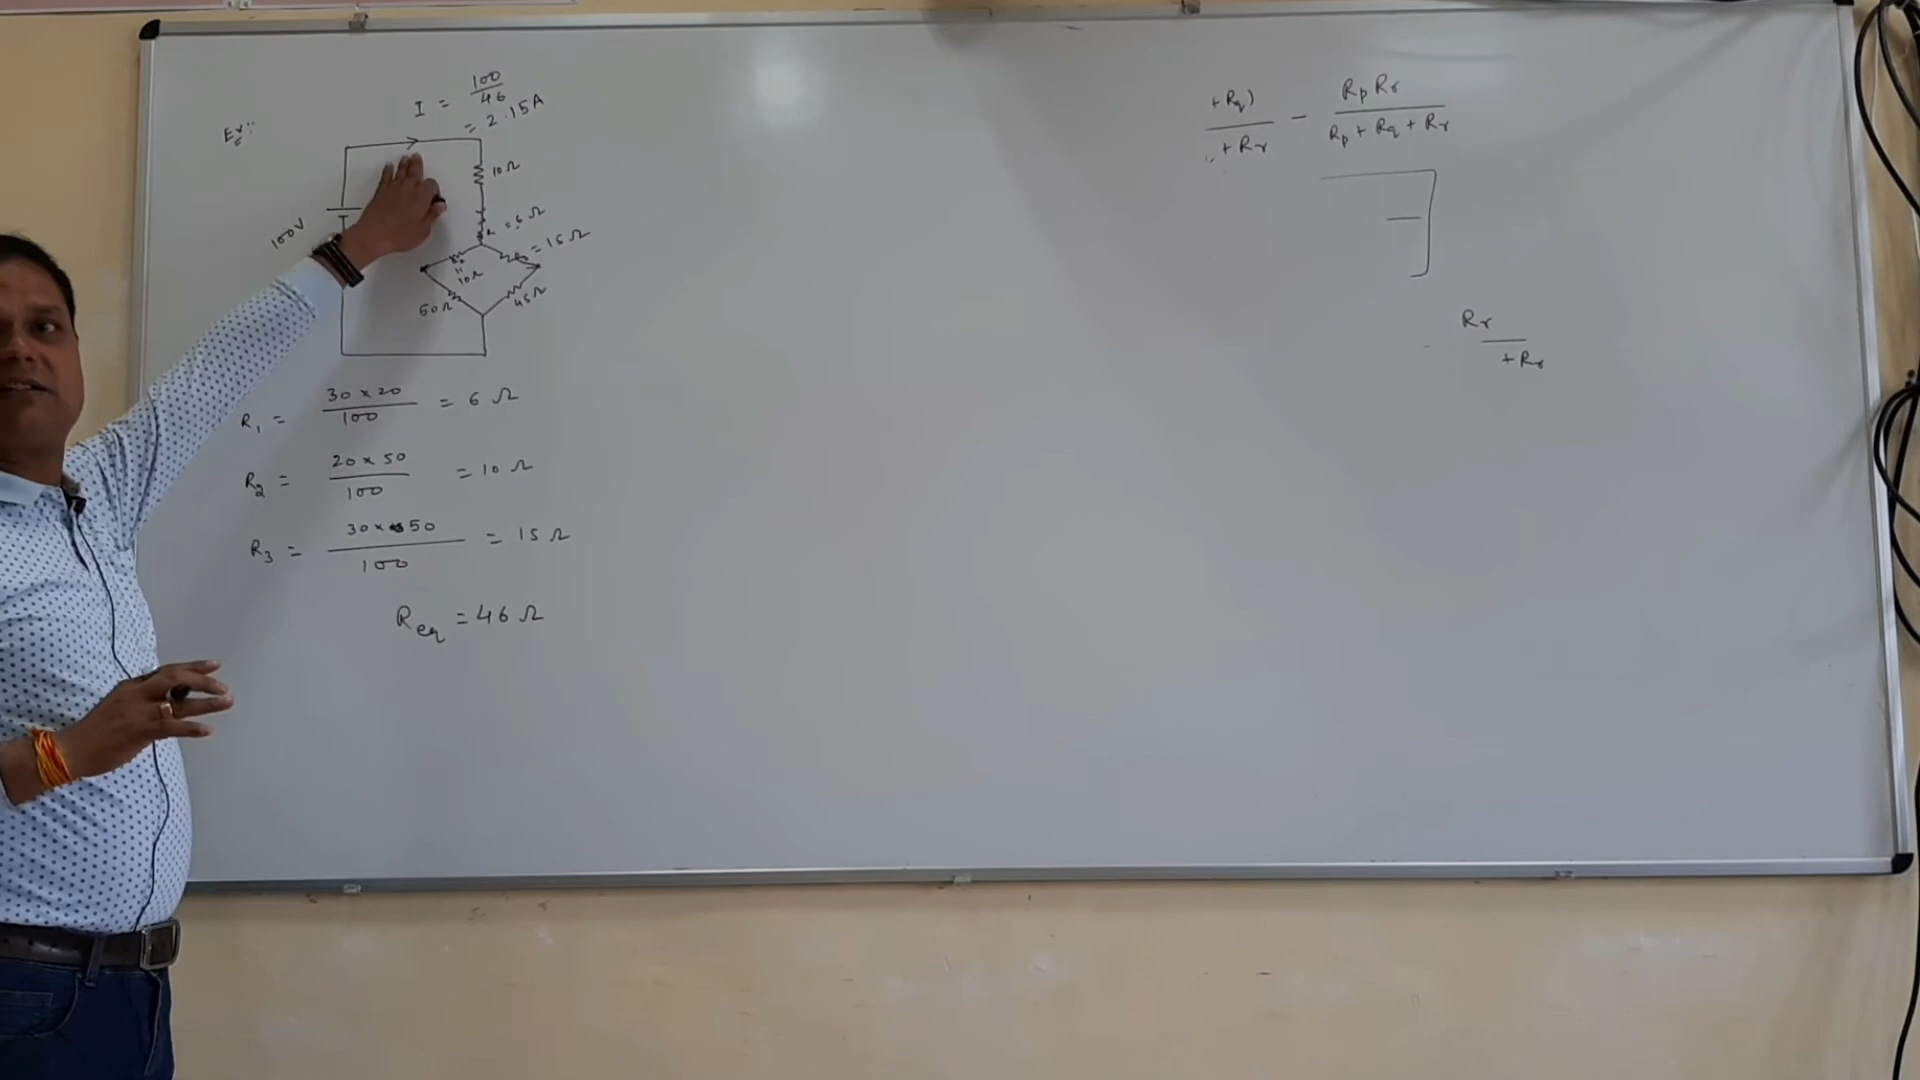 Ex:
I = 100/46
= 2.15A
10Ω
100V
= 6Ω
= 15Ω
10Ω
50Ω
45Ω
R₁ = 30 × 20 / 100 = 6 Ω
R₂ = 20 × 50 / 100 = 10 Ω
R₃ = 30 × 50 / 100 = 15 Ω
Req = 46 Ω
+Rq) / + Rr − Rp Rr / Rp + Rq + Rr
Rr / + Rr